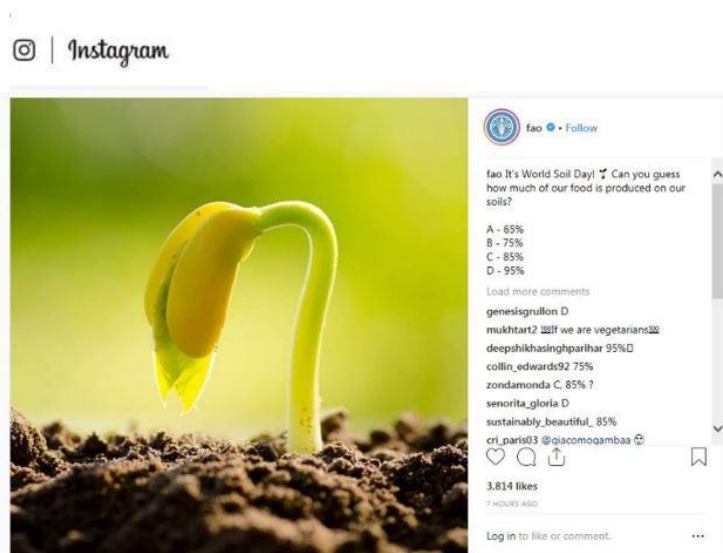 Instagram
fao • Follow
fao It's World Soil Day! Can you guess
how much of our food is produced on our
soils?
A - 65%
B - 75%
C - 85%
D - 95%
Load more comments
genesisgrullon D
mukhtart2 If we are vegetarians
deepshikhasinghparihar 95%
collin_edwards92 75%
zondamonda C, 85% ?
senorita_gloria D
sustainably_beautiful_ 85%
cri_paris03 @giacomogambaa
3.814 likes
7 HOURS AGO
Log in to like or comment.